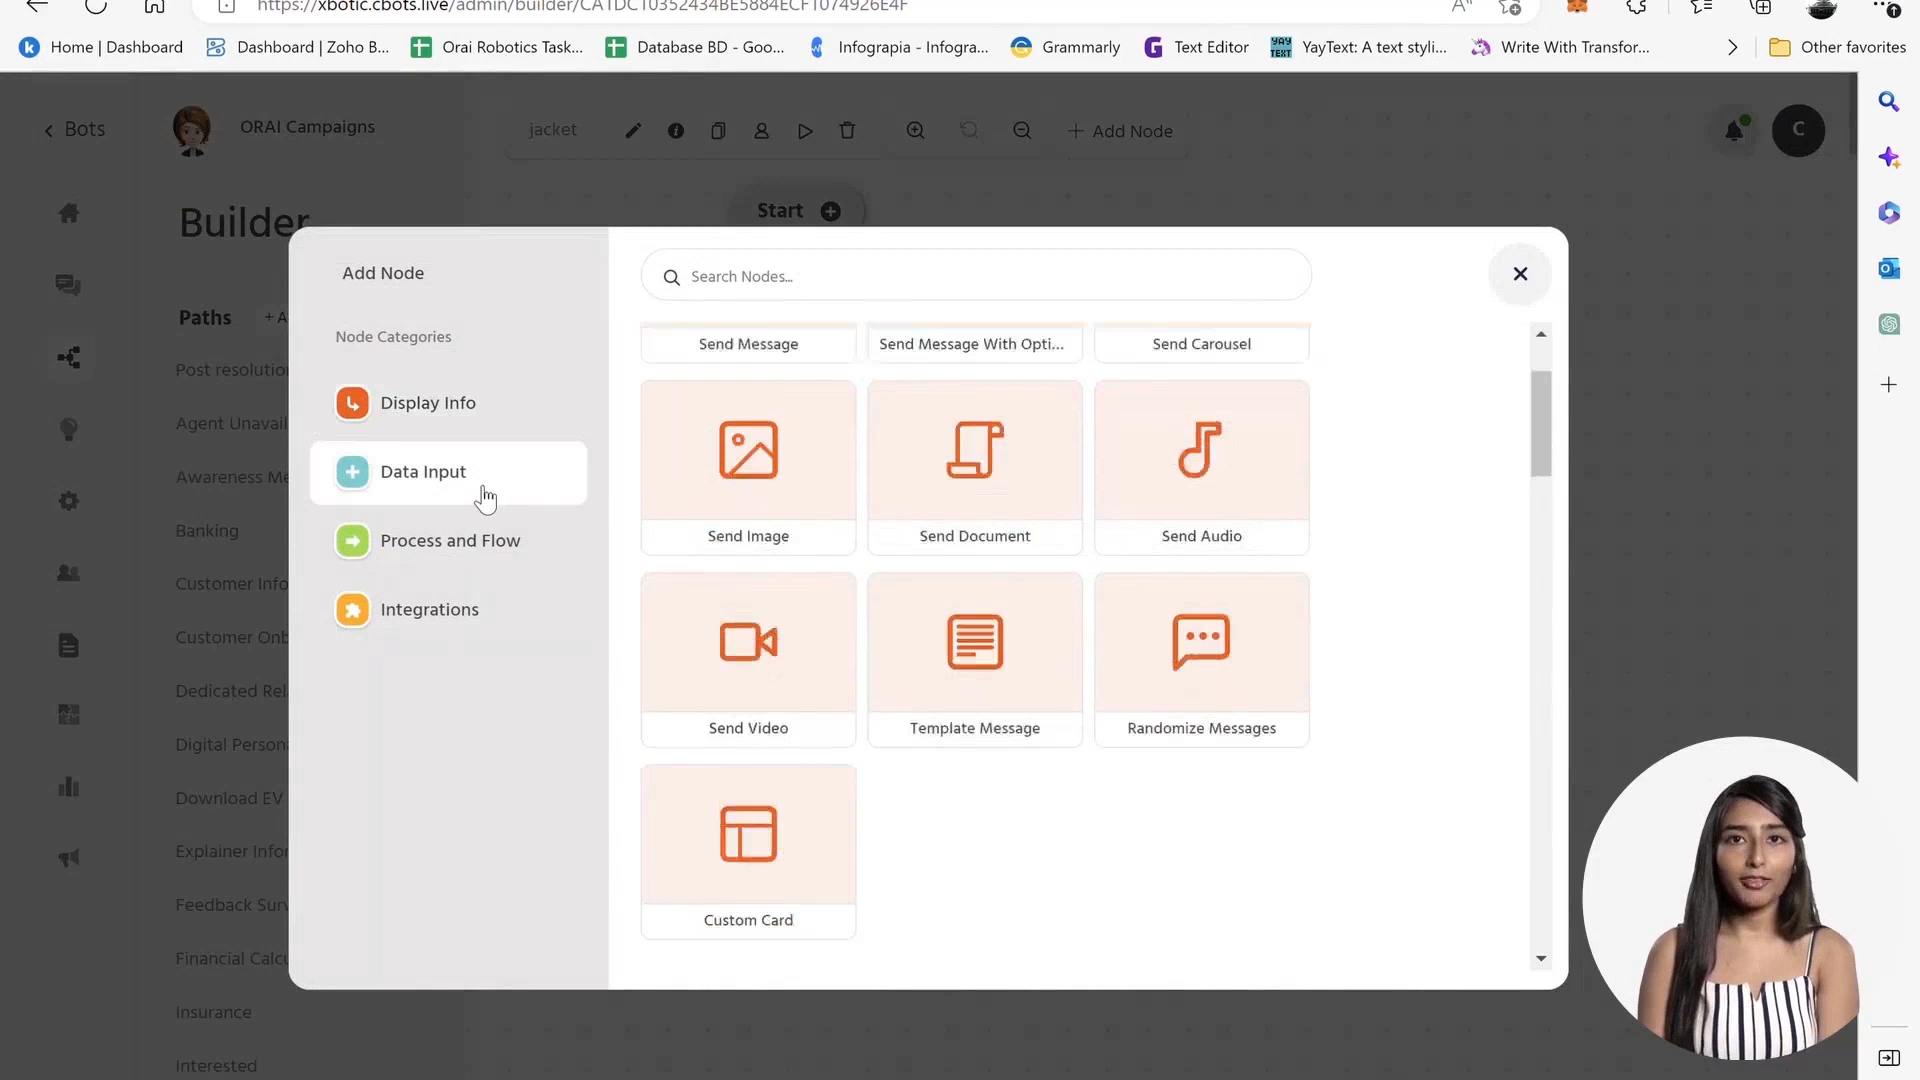 https://xbotic.cbots.live/admin/builder/CA1DC10352434BE5884ECF1074926E4F
Home | Dashboard
Dashboard | Zoho B...
Orai Robotics Task...
Database BD - Goo...
Infograpia - Infogra...
Grammarly
Text Editor
YayText: A text styli...
Write With Transfor...
Other favorites
Bots
ORAI Campaigns
jacket
Add Node
C
Builder
Start
Paths
+ A
Post resolution
Agent Unavail
Awareness Me
Banking
Customer Info
Customer Onb
Dedicated Rel
Digital Persona
Download EV
Explainer Infor
Feedback Surv
Financial Calcu
Insurance
Interested
Add Node
Node Categories
Display Info
Data Input
Process and Flow
Integrations
Search Nodes...
Send Message
Send Message With Opti...
Send Carousel
Send Image
Send Document
Send Audio
Send Video
Template Message
Randomize Messages
Custom Card